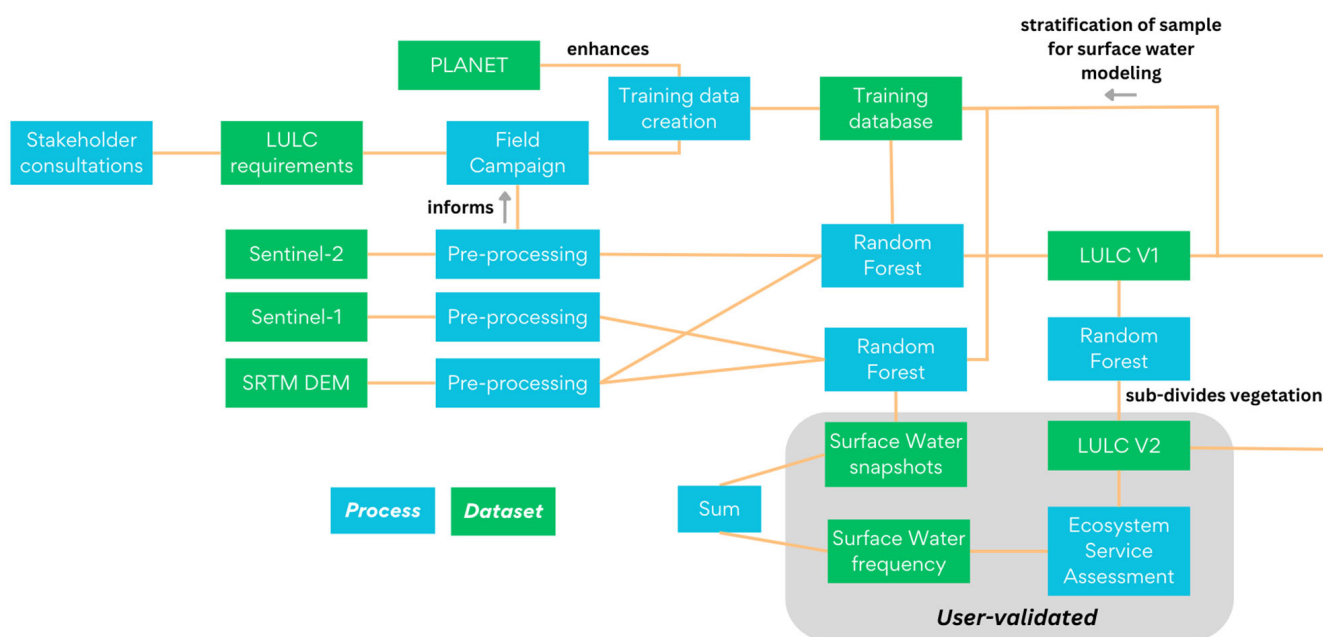 stratification of sample
for surface water
modeling
enhances
PLANET
Training data
creation
Training
database
Stakeholder
consultations
LULC
requirements
Field
Campaign
informs
Sentinel-2
Pre-processing
Random
Forest
LULC V1
Sentinel-1
Pre-processing
Random
Forest
Random
Forest
SRTM DEM
Pre-processing
sub-divides vegetation
Surface Water
snapshots
LULC V2
Process
Dataset
Sum
Surface Water
frequency
Ecosystem
Service
Assessment
User-validated